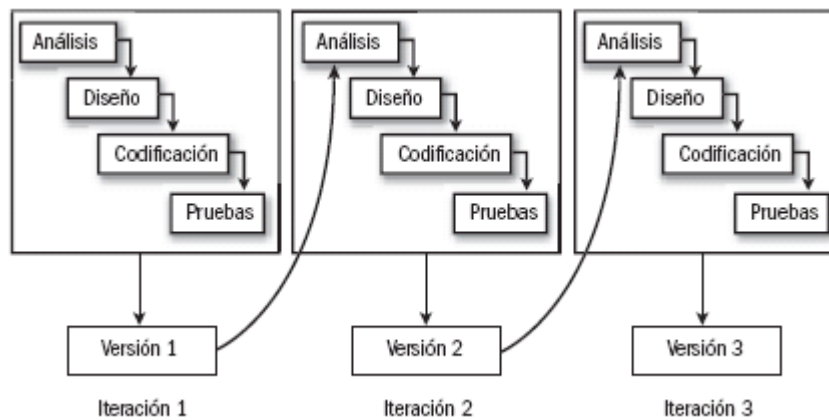 Análisis
Diseño
Codificación
Pruebas
Versión 1
Iteración 1
Análisis
Diseño
Codificación
Pruebas
Versión 2
Iteración 2
Análisis
Diseño
Codificación
Pruebas
Versión 3
Iteración 3